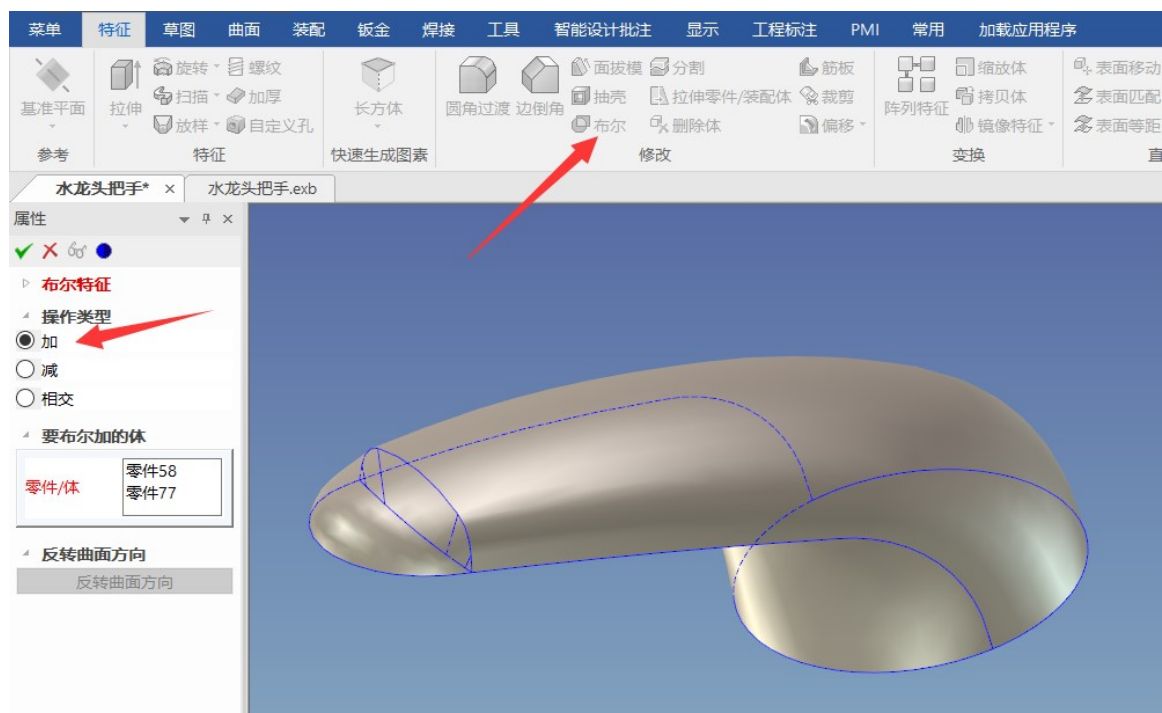 菜单 特征 草图 曲面 装配 钣金 焊接 工具 智能设计批注 显示 工程标注 PMI 常用 加载应用程序
旋转 螺纹 面拔模 分割 筋板 缩放体 表面移动
基准平面 拉伸 扫描 加厚 长方体 圆角过渡 边倒角 抽壳 拉伸零件/装配体 裁剪 阵列特征 拷贝体 表面匹配
放样 自定义孔 布尔 删除体 偏移 镜像特征 表面等距
参考 特征 快速生成图素 修改 变换 直
水龙头把手* × 水龙头把手.exb
属性
布尔特征
操作类型
加
减
相交
要布尔加的体
零件/体 零件58
零件77
反转曲面方向
反转曲面方向